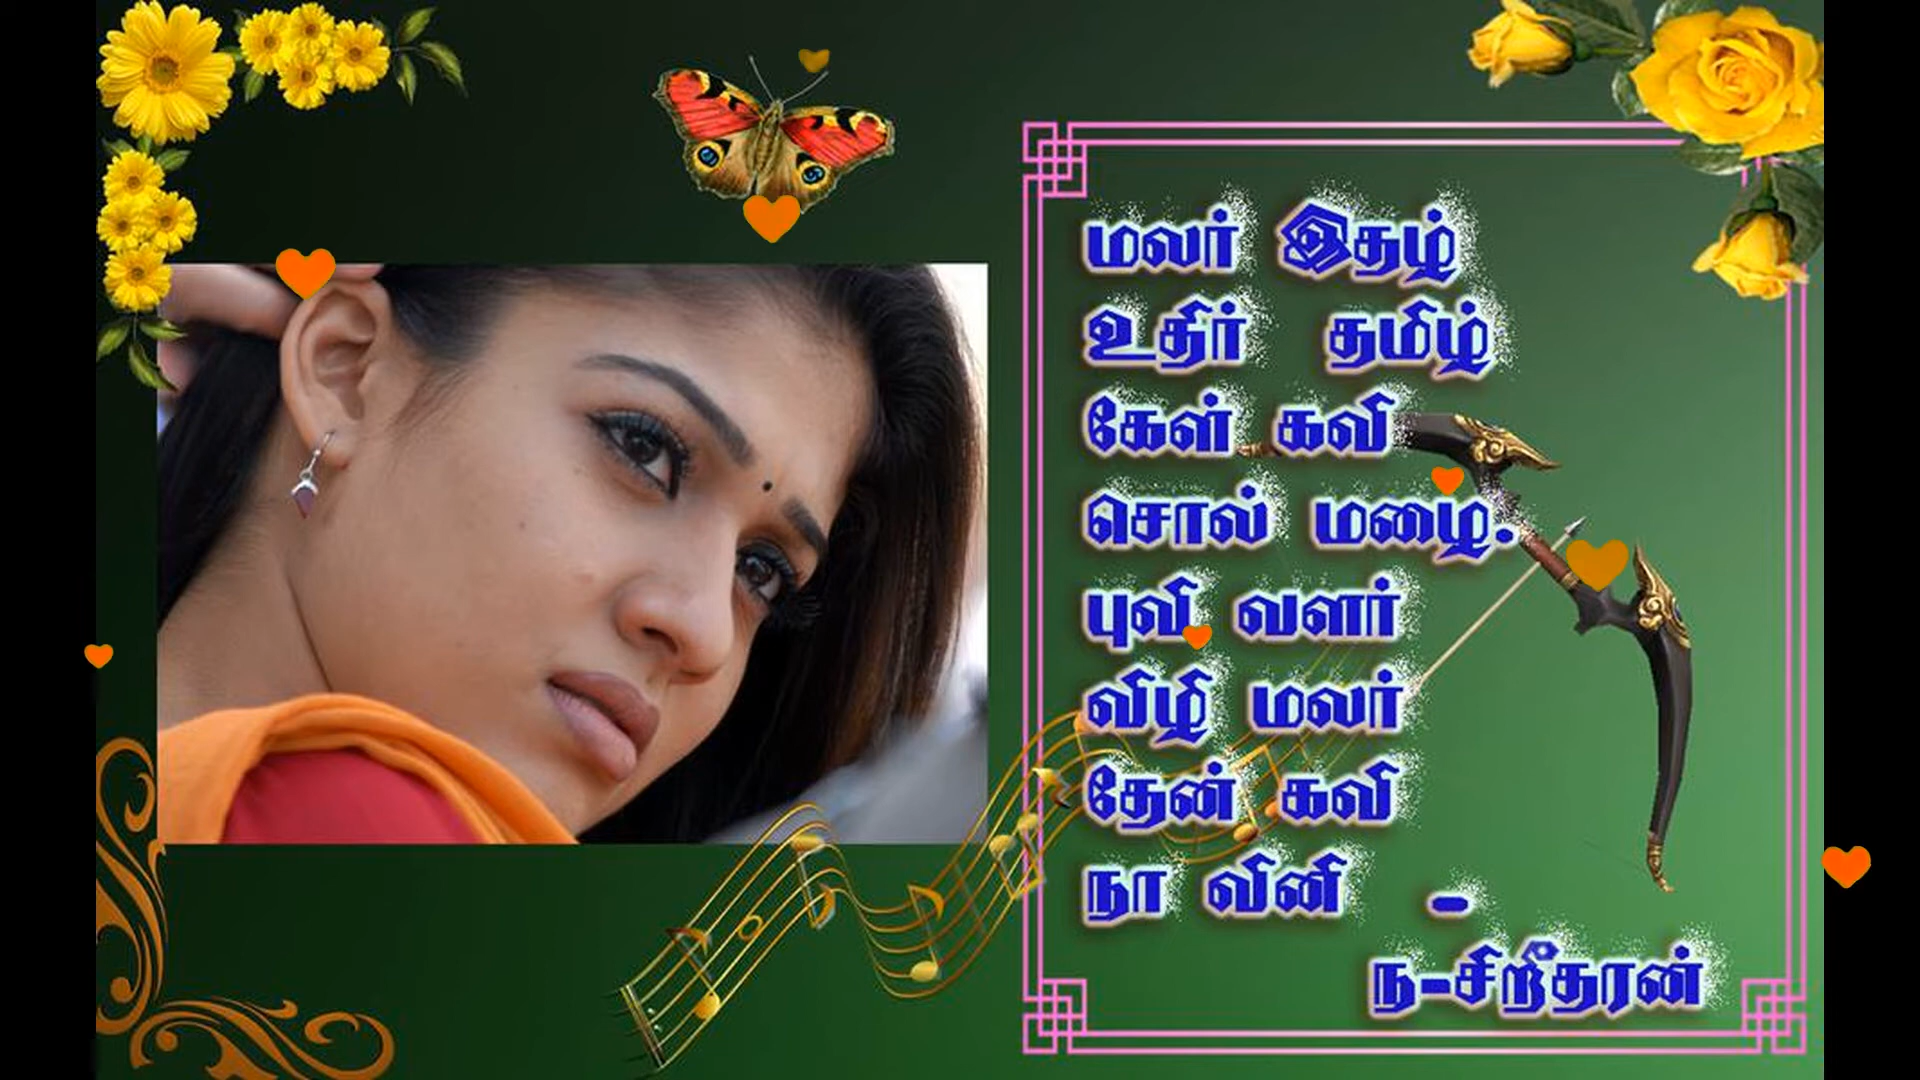 மலர் இதழ்
உதிர் தமிழ்
கேள் கவி
சொல் மழை.
புவி வளர்
விழி மலர்
தேன் கவி
நா வினி -
ந-சிறீதரன்